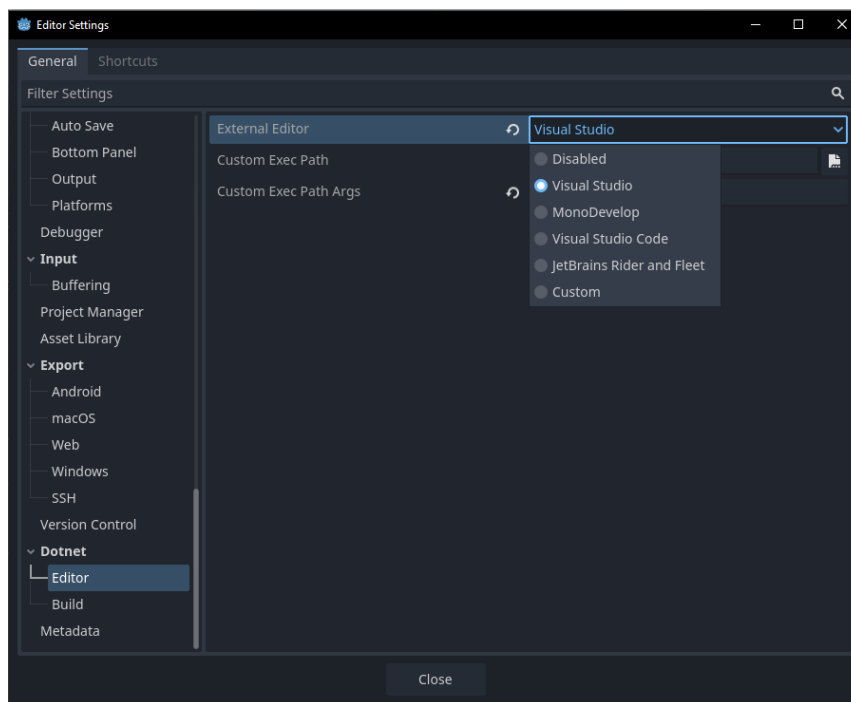 Editor Settings
General Shortcuts
Filter Settings
Auto Save
Bottom Panel
Output
Platforms
Debugger
Input
Buffering
Project Manager
Asset Library
Export
Android
macOS
Web
Windows
SSH
Version Control
Dotnet
Editor
Build
Metadata
External Editor Visual Studio
Custom Exec Path
Custom Exec Path Args
Disabled
Visual Studio
MonoDevelop
Visual Studio Code
JetBrains Rider and Fleet
Custom
Close